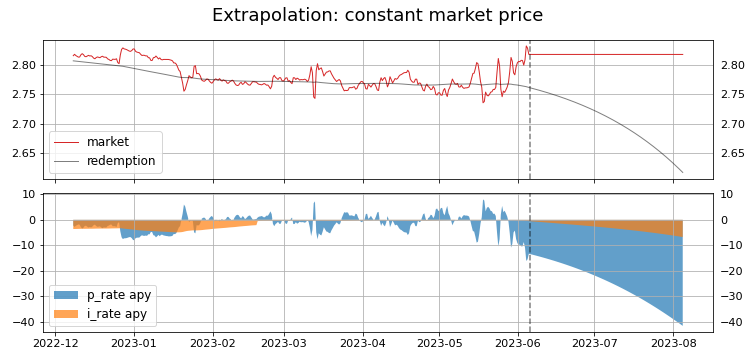 Extrapolation: constant market price
2.80 2.80
2.75 2.75
2.70 2.70
2.65 2.65
market
redemption
10 10
0 0
−10 −10
−20 −20
−30 −30
−40 −40
p_rate apy
i_rate apy
2022-12 2023-01 2023-02 2023-03 2023-04 2023-05 2023-06 2023-07 2023-08